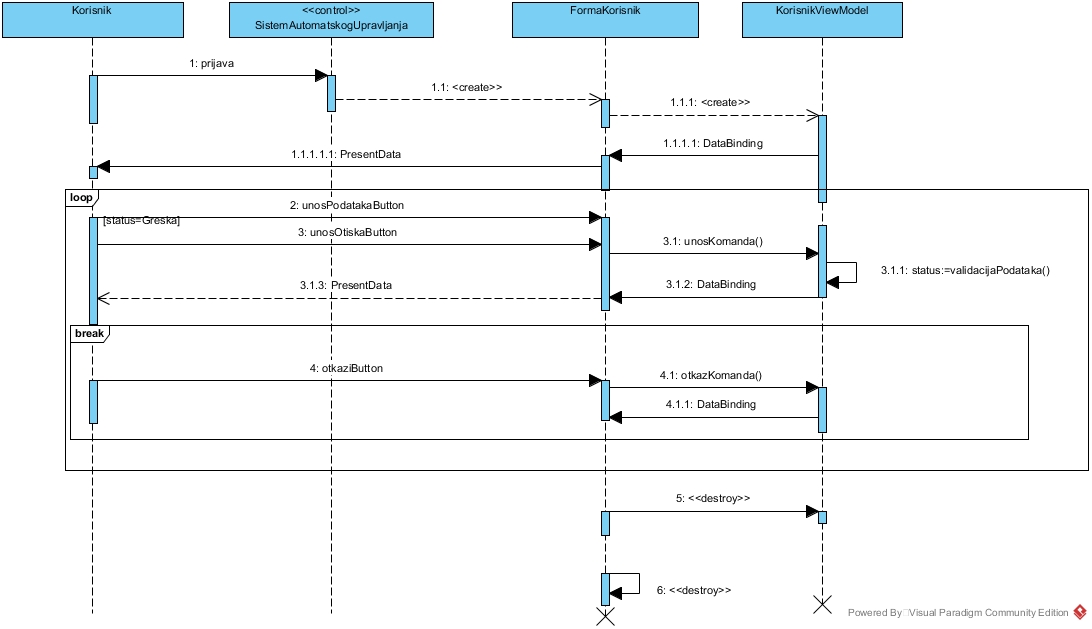 Korisnik
<<control>>
SistemAutomatskogUpravljanja
FormaKorisnik
KorisnikViewModel
1: prijava
1.1: <create>>
1.1.1: <create>>
1.1.1.1: DataBinding
1.1.1.1.1: PresentData
loop
[status=Greska]
2: unosPodatakaButton
3: unosOtiskaButton
3.1: unosKomanda()
3.1.1: status:=validacijaPodataka()
3.1.2: DataBinding
3.1.3: PresentData
break
4: otkaziButton
4.1: otkazKomanda()
4.1.1: DataBinding
5: <<destroy>>
6: <<destroy>>
Powered By Visual Paradigm Community Edition